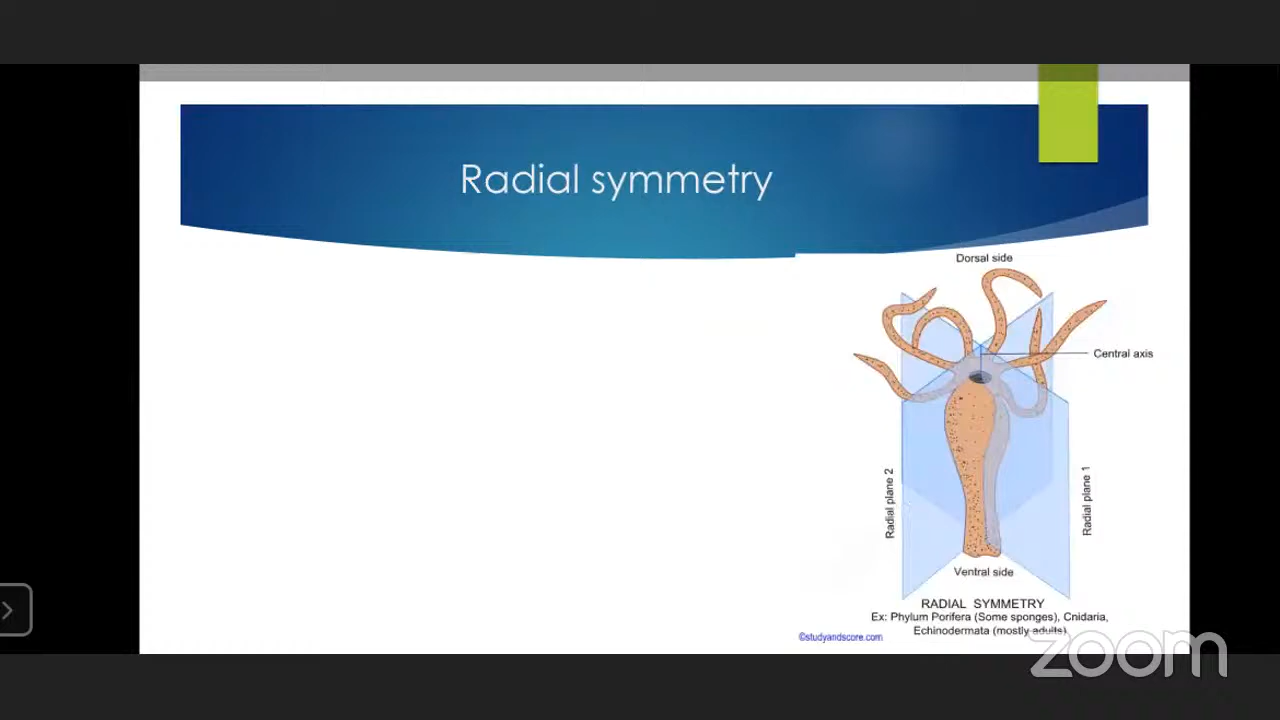 Radial symmetry
Dorsal side
Central axis
Radial plane 2
Radial plane 1
Ventral side
RADIAL SYMMETRY
Ex: Phylum Porifera (Some sponges), Cnidaria,
Echinodermata (mostly adults)
©studyandscore.com
zoom